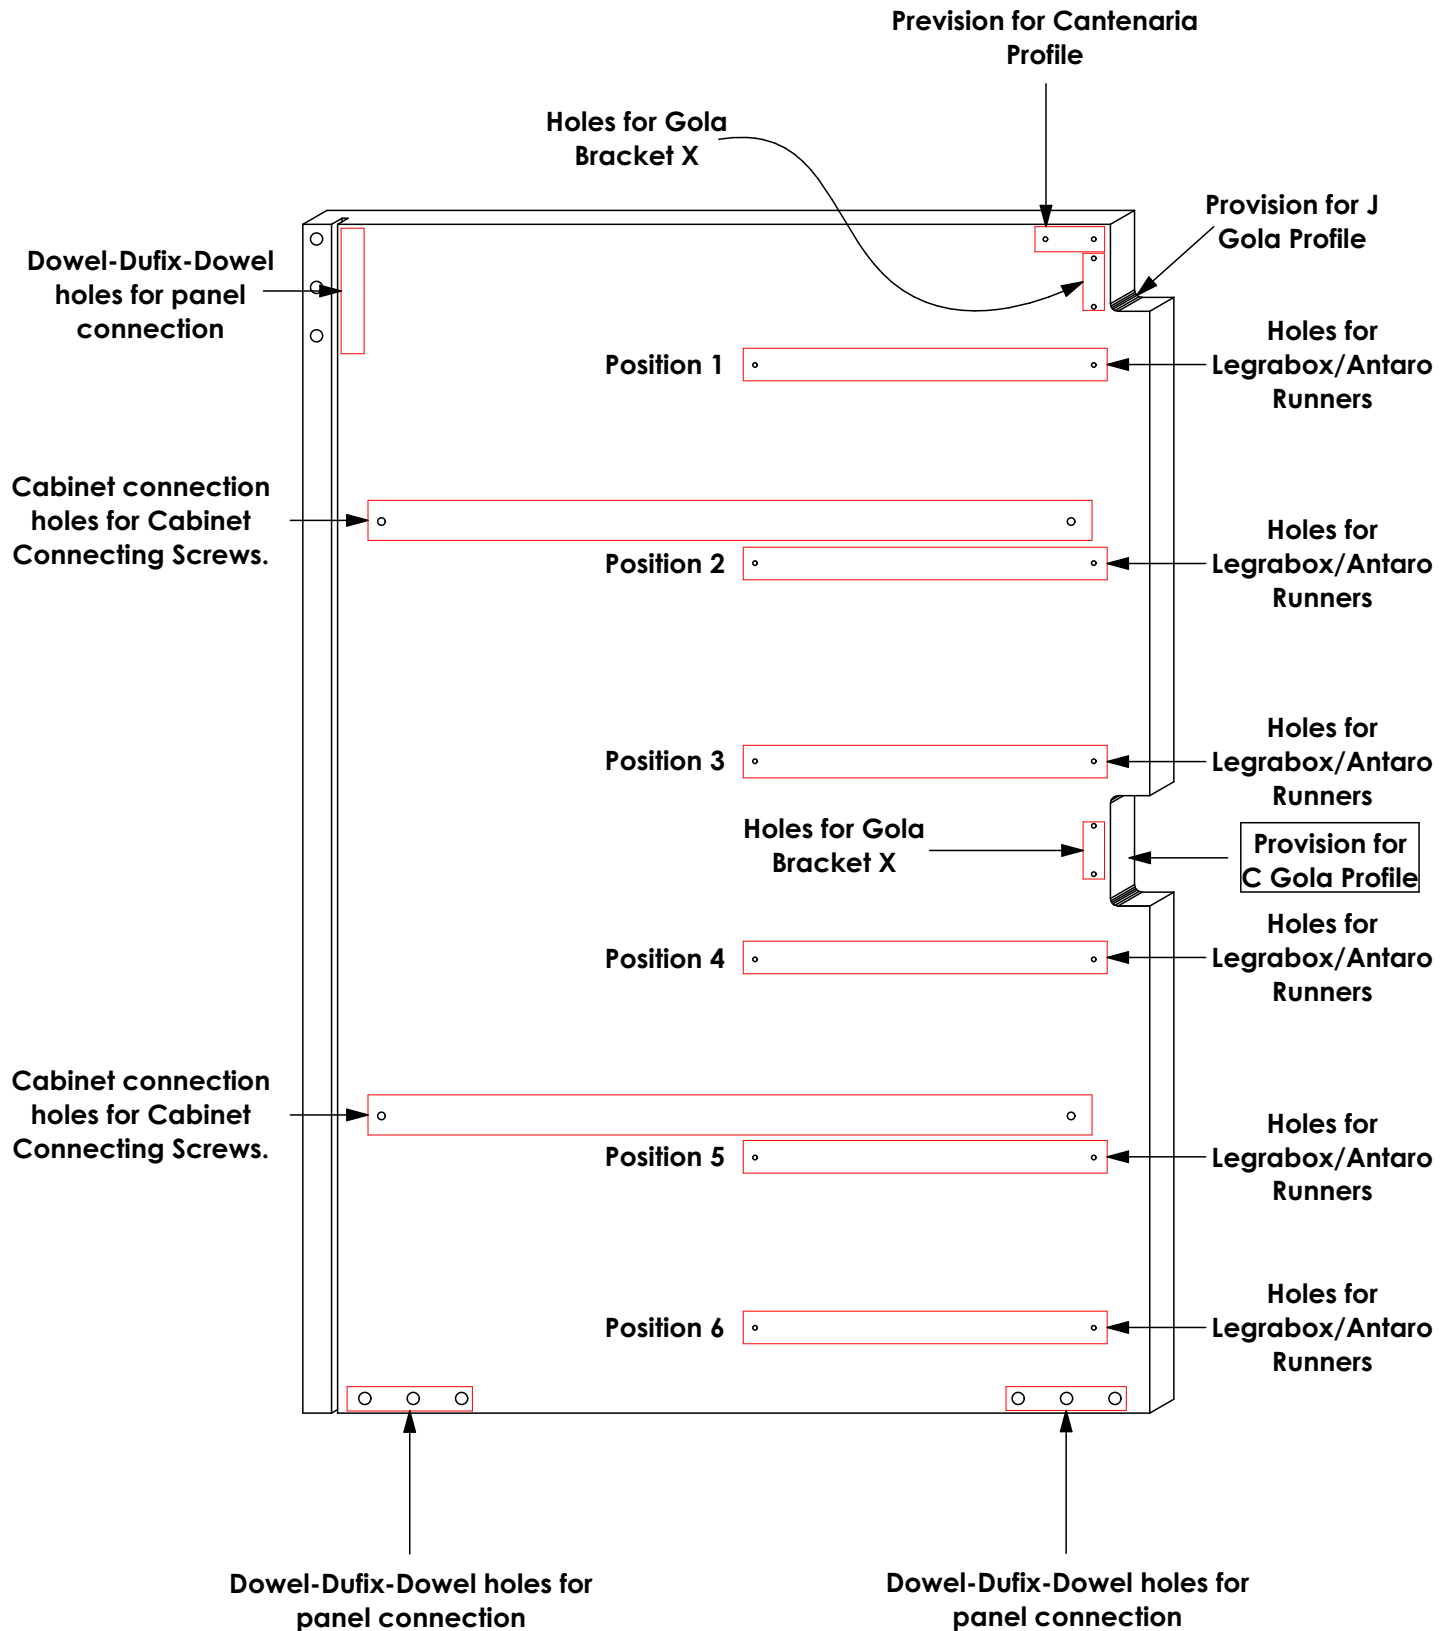 Prevision for Cantenaria
Profile
Holes for Gola
Bracket X
Provision for J
Gola Profile
Dowel-Dufix-Dowel
holes for panel
connection
Position 1
Holes for
Legrabox/Antaro
Runners
Cabinet connection
holes for Cabinet
Connecting Screws.
Position 2
Holes for
Legrabox/Antaro
Runners
Position 3
Holes for
Legrabox/Antaro
Runners
Holes for Gola
Bracket X
Provision for
C Gola Profile
Position 4
Holes for
Legrabox/Antaro
Runners
Cabinet connection
holes for Cabinet
Connecting Screws.
Position 5
Holes for
Legrabox/Antaro
Runners
Position 6
Holes for
Legrabox/Antaro
Runners
Dowel-Dufix-Dowel holes for
panel connection
Dowel-Dufix-Dowel holes for
panel connection